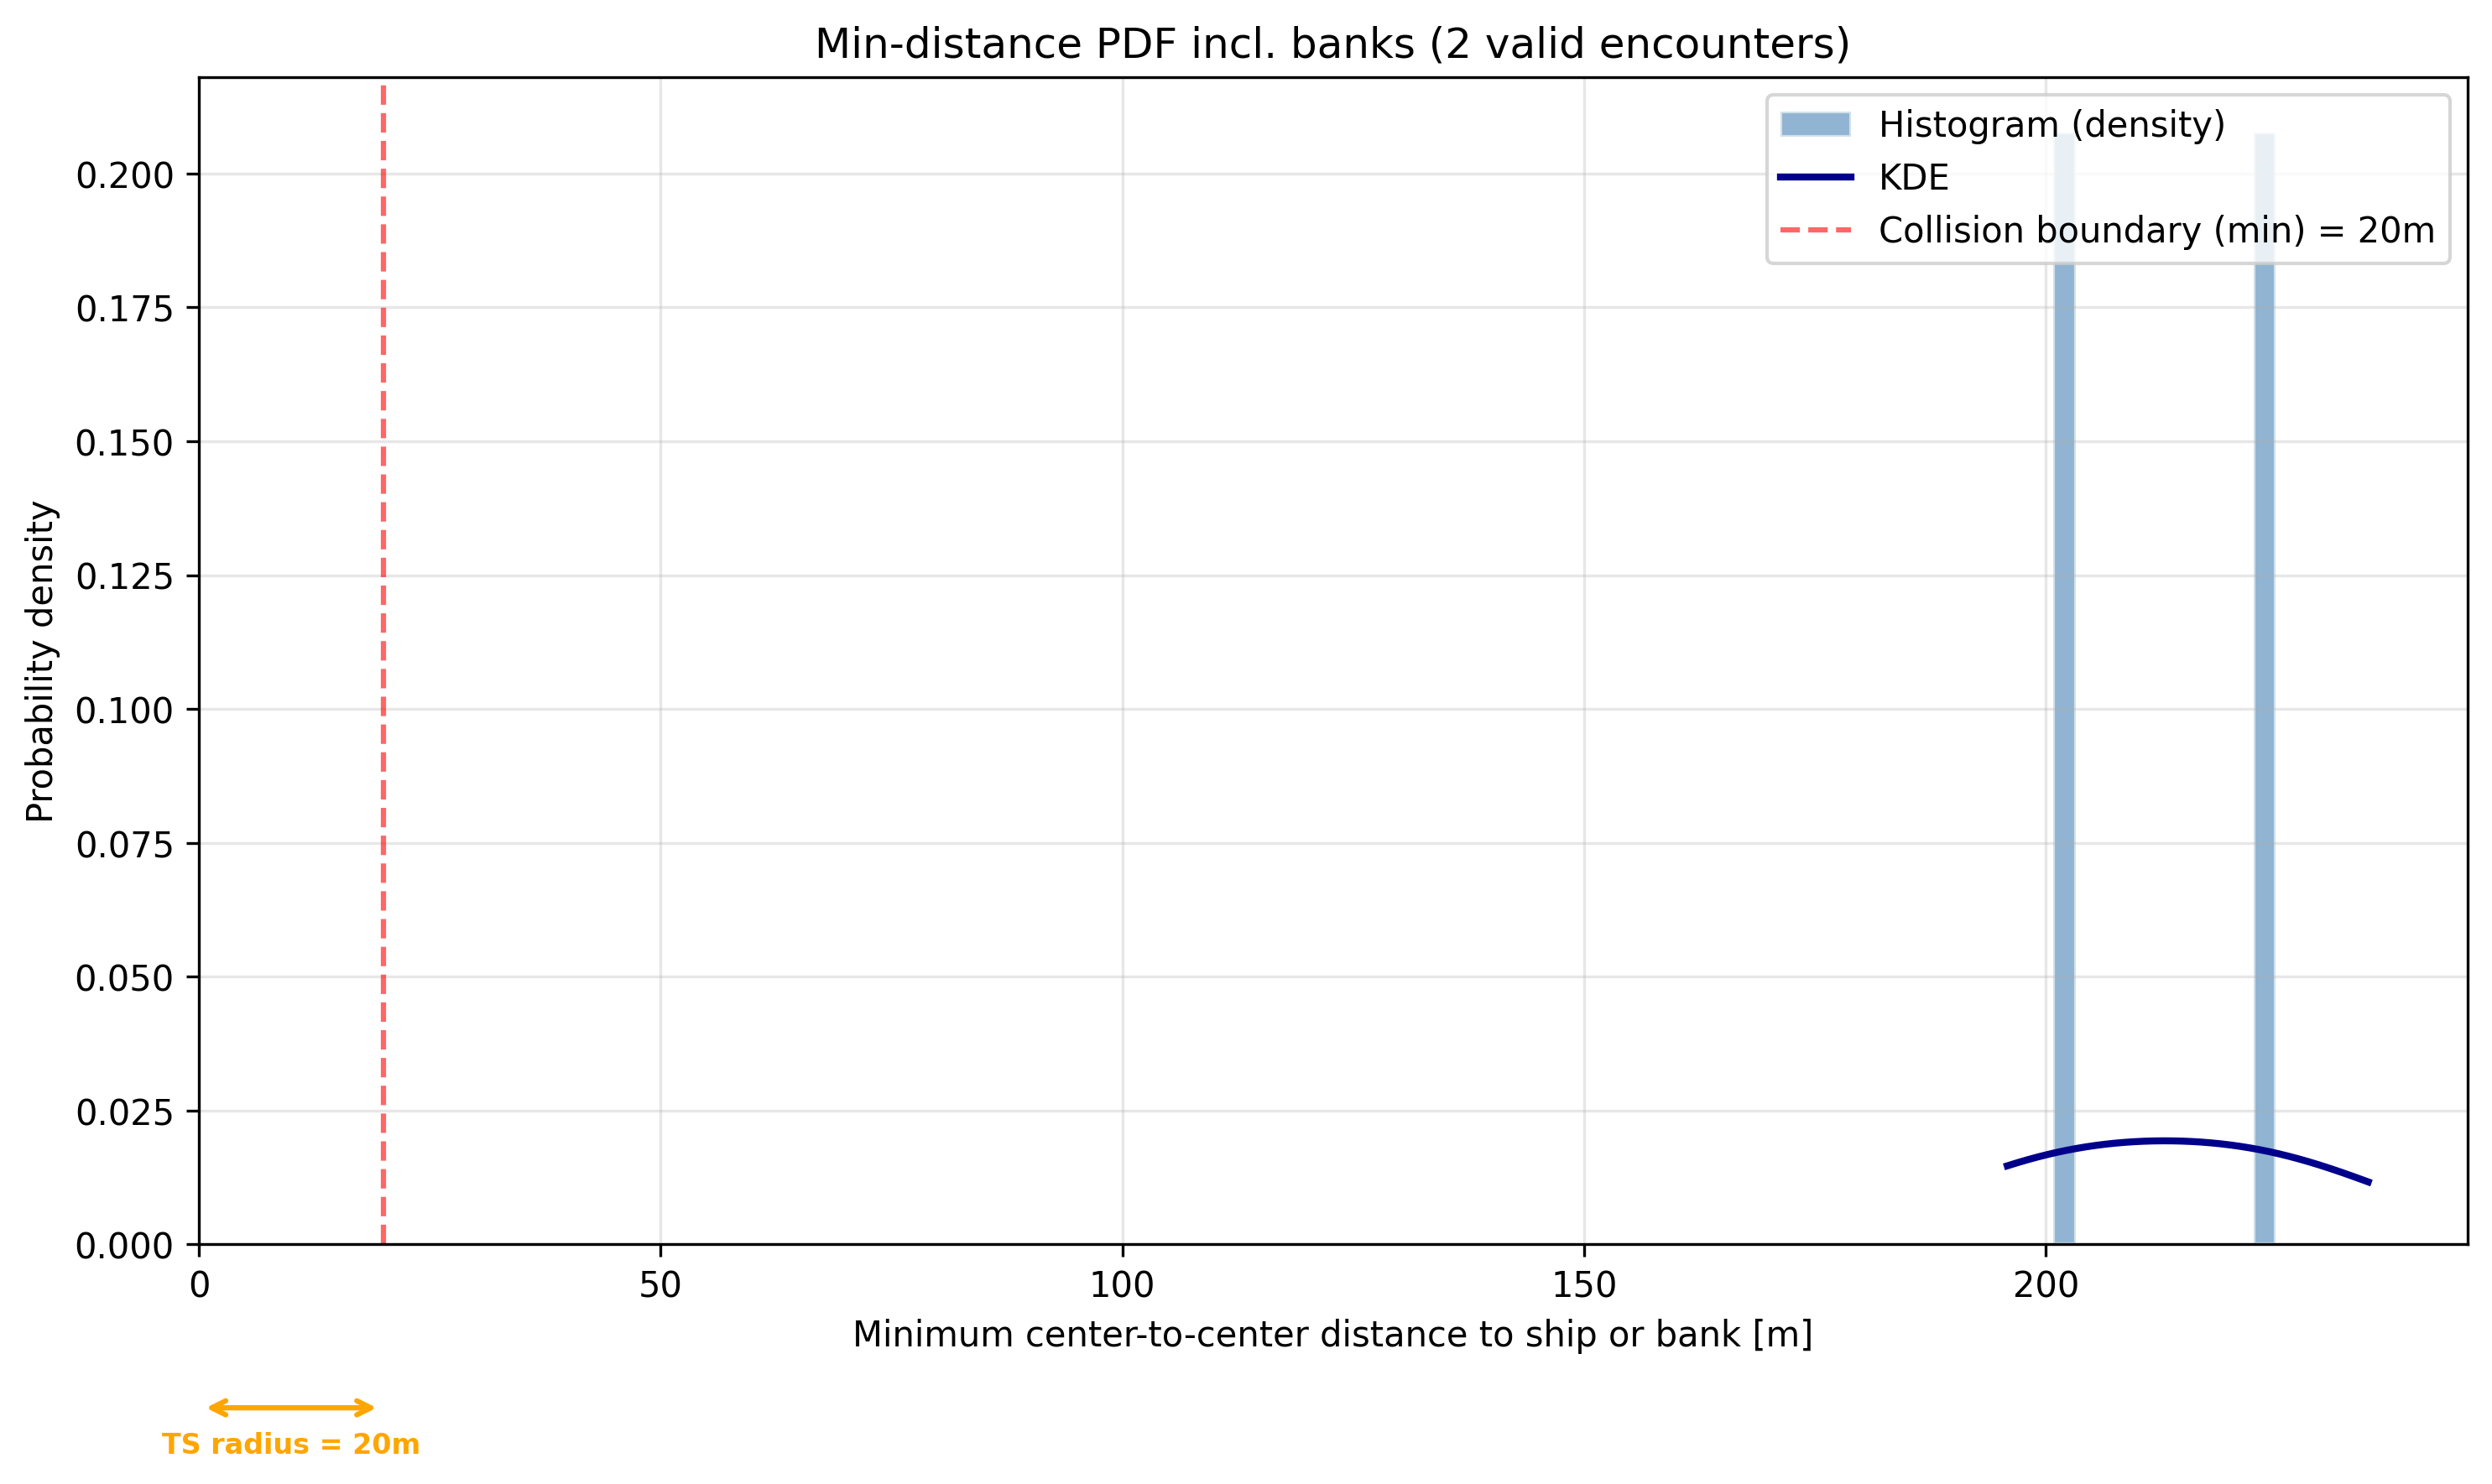 Min-distance PDF incl. banks (2 valid encounters)
Histogram (density)
KDE
Collision boundary (min) = 20m
Probability density
0.200
0.175
0.150
0.125
0.100
0.075
0.050
0.025
0.000
0 50 100 150 200
Minimum center-to-center distance to ship or bank [m]
TS radius = 20m